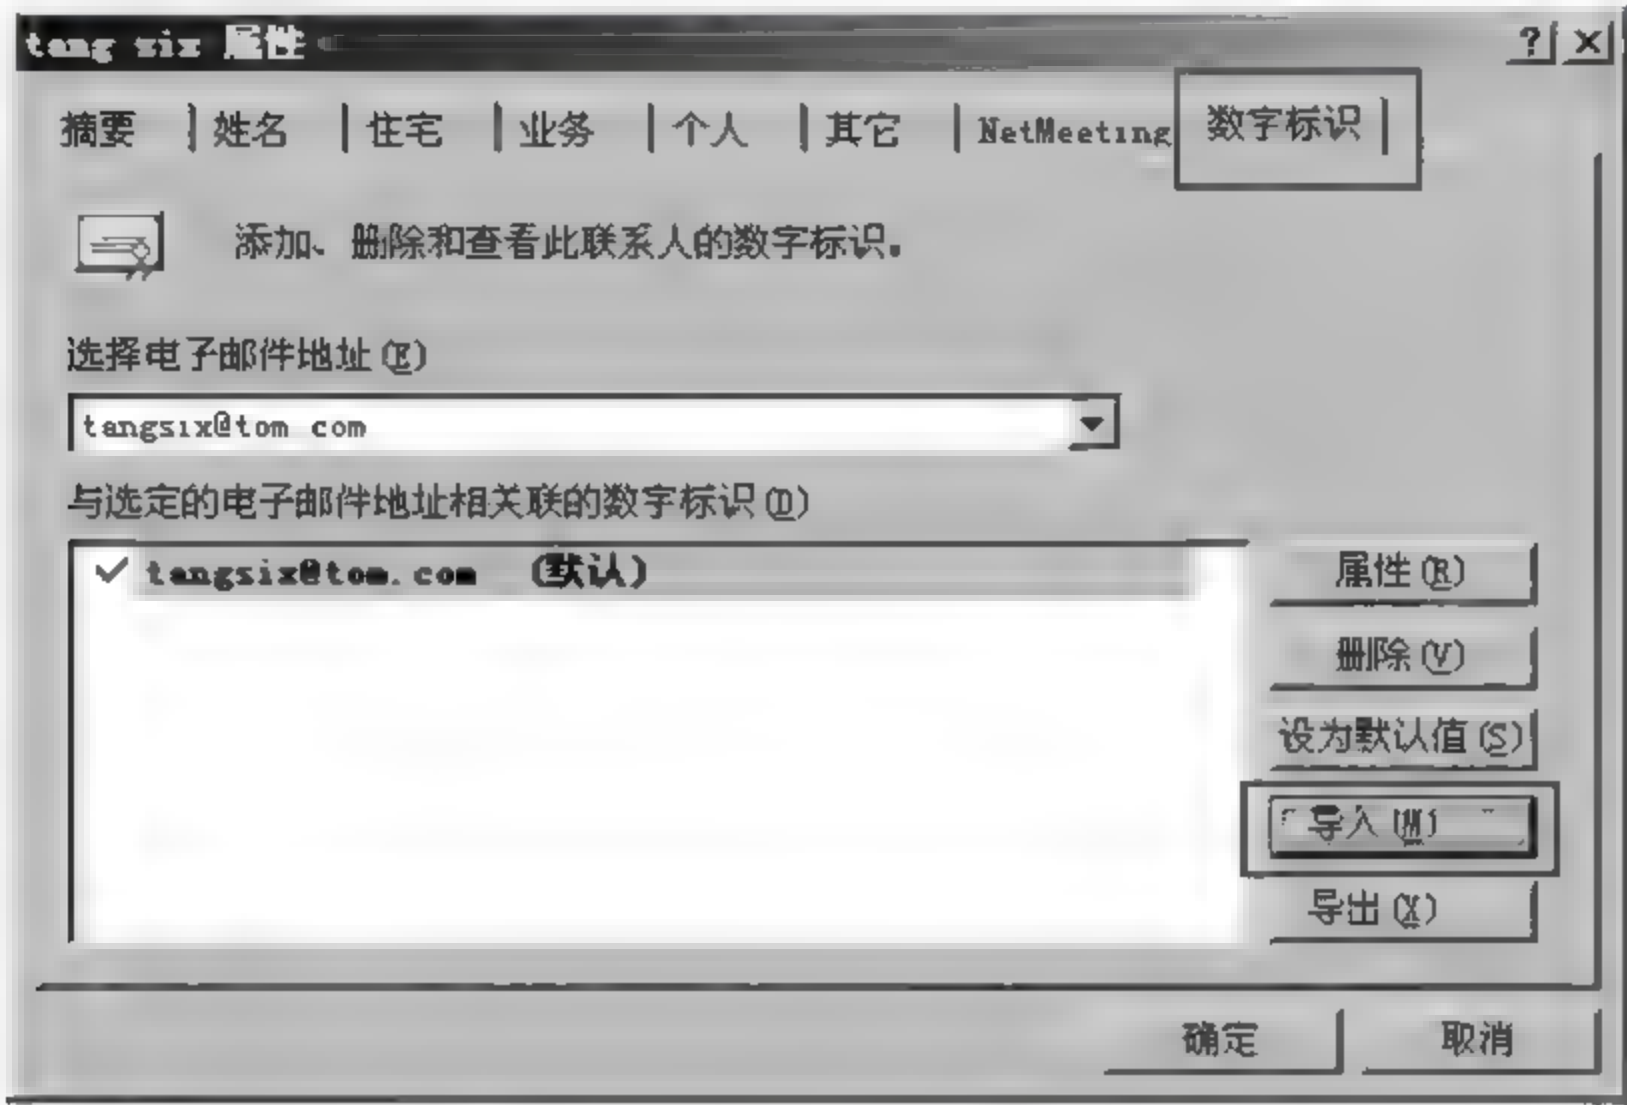 tang six 属性
? ×
摘要 姓名 住宅 业务 个人 其它 NetMeeting 数字标识
添加、删除和查看此联系人的数字标识。
选择电子邮件地址(E)
tangsix@tom com
与选定的电子邮件地址相关联的数字标识(D)
tangsix@tom.com (默认)
属性(R)
删除(V)
设为默认值(S)
导入(M)
导出(X)
确定 取消